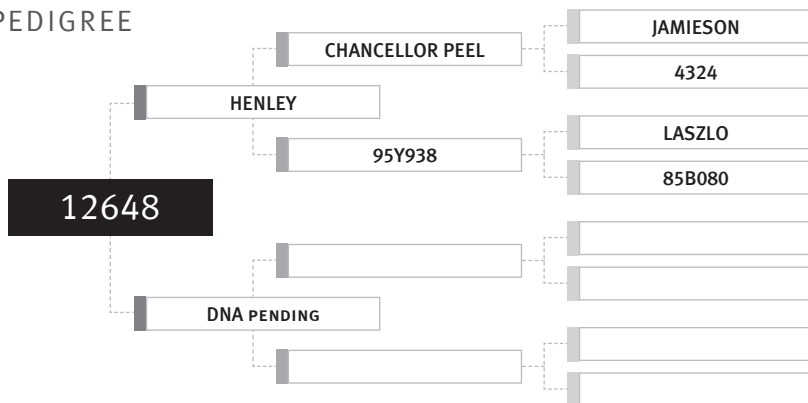 PEDIGREE
JAMIESON
CHANCELLOR PEEL
4324
HENLEY
LASZLO
95Y938
85B080
12648
DNA PENDING